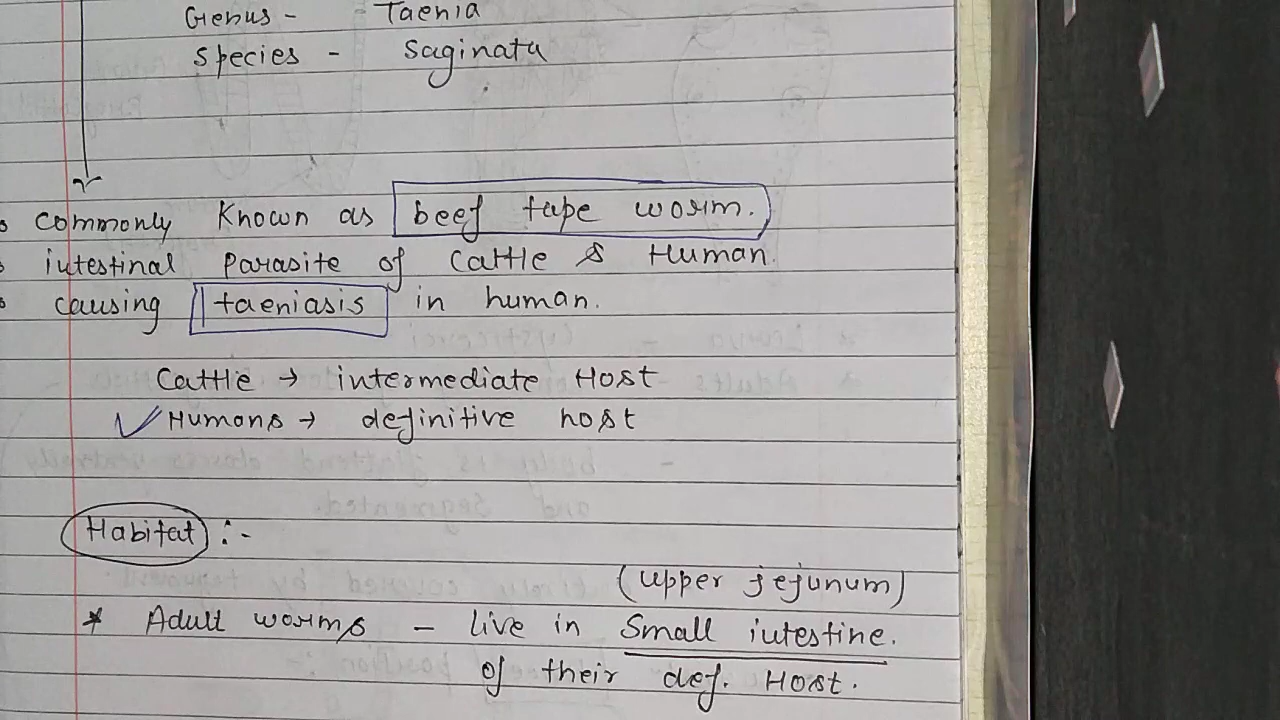 Genus - Taenia
Species - Saginata
Commonly Known as beef tape worm.
intestinal Parasite of Cattle & Human.
causing taeniasis in human.
Cattle → intermediate Host
✓ Humans → definitive host
Habitat :-
(upper jejunum)
* Adult worms - live in Small intestine.
of their def. Host.